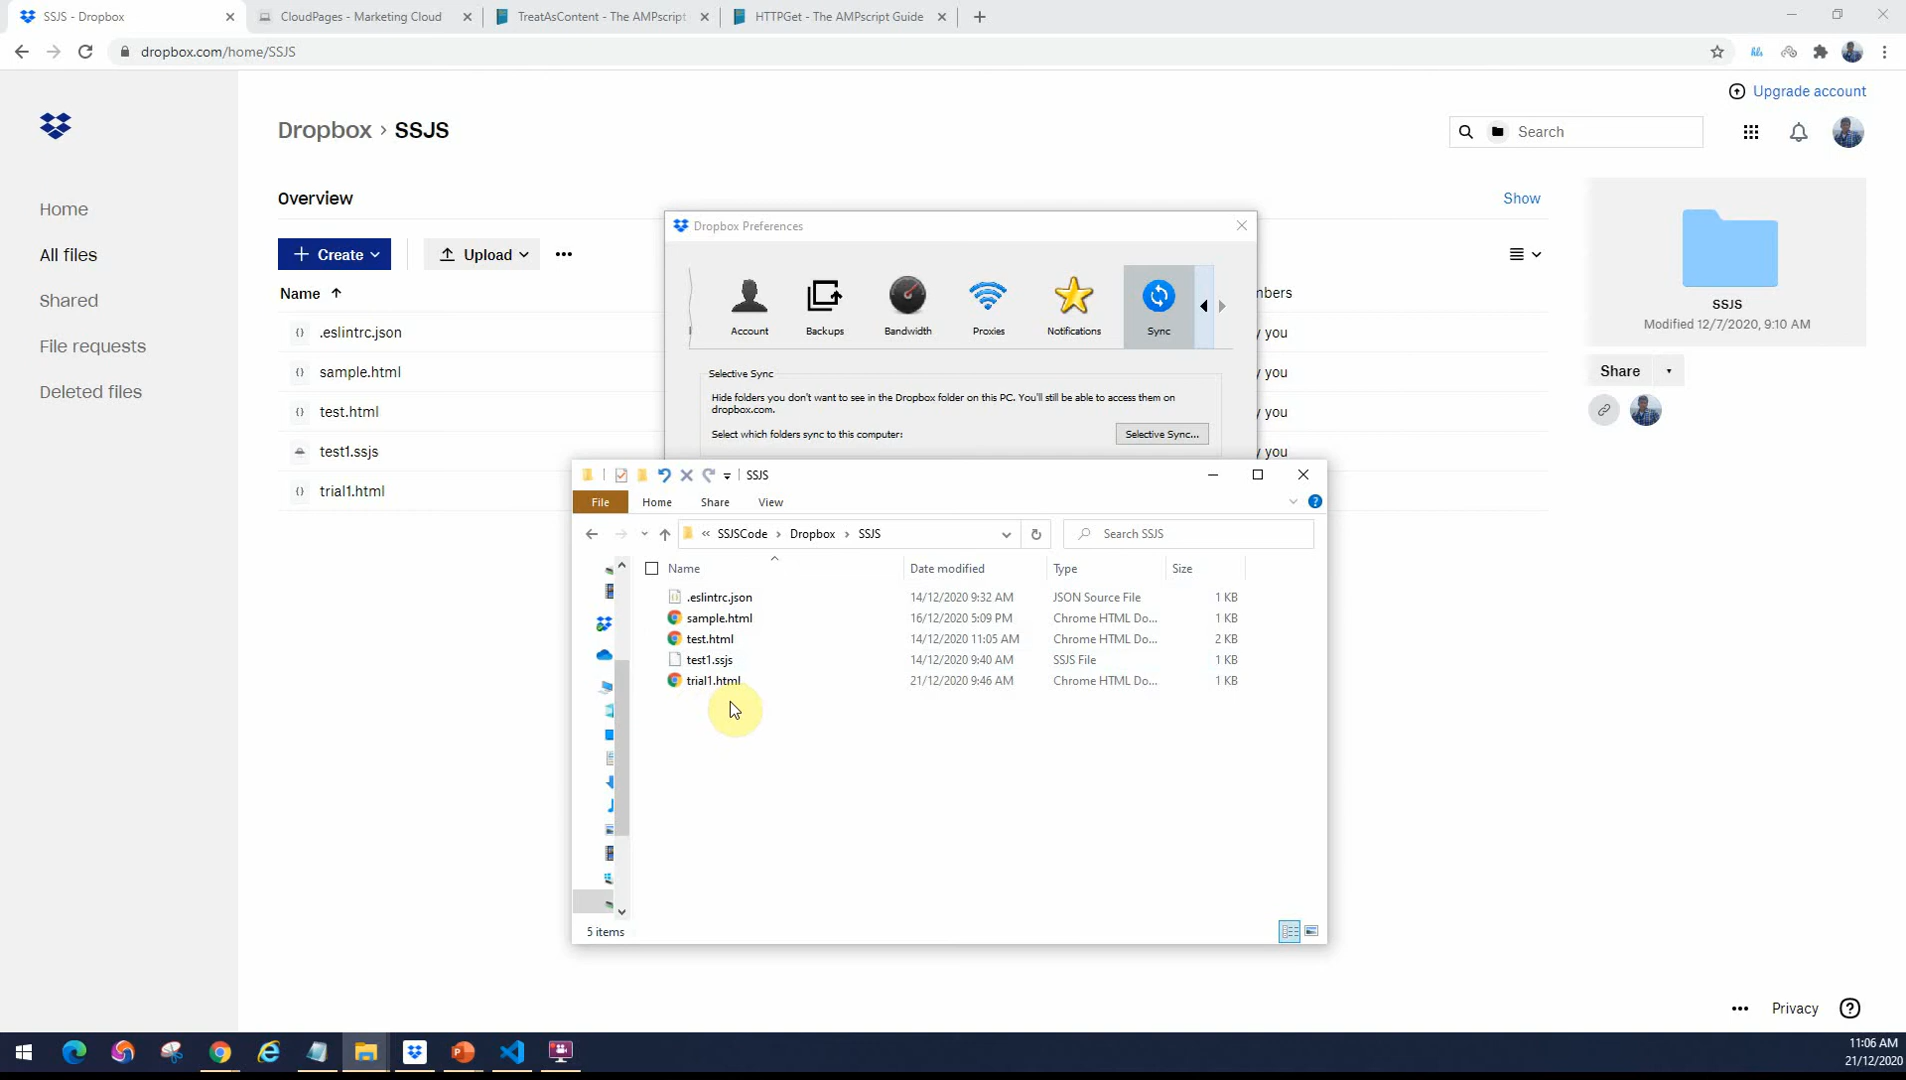 SSJS - Dropbox
CloudPages - Marketing Cloud
TreatAsContent - The AMPscript
HTTPGet - The AMPscript Guide
dropbox.com/home/SSJS
Upgrade account
Dropbox › SSJS
Search
Home
All files
Shared
File requests
Deleted files
Overview
Show
Create
Upload
Name
.eslintrc.json
sample.html
test.html
test1.ssjs
trial1.html
mbers
y you
y you
y you
y you
y you
SSJS
Modified 12/7/2020, 9:10 AM
Share
Dropbox Preferences
Account
Backups
Bandwidth
Proxies
Notifications
Sync
Selective Sync
Hide folders you don't want to see in the Dropbox folder on this PC. You'll still be able to access them on
dropbox.com.
Select which folders sync to this computer:
Selective Sync...
SSJS
File
Home
Share
View
« SSJSCode › Dropbox › SSJS
Search SSJS
Name Date modified Type Size
.eslintrc.json 14/12/2020 9:32 AM JSON Source File 1 KB
sample.html 16/12/2020 5:09 PM Chrome HTML Do... 1 KB
test.html 14/12/2020 11:05 AM Chrome HTML Do... 2 KB
test1.ssjs 14/12/2020 9:40 AM SSJS File 1 KB
trial1.html 21/12/2020 9:46 AM Chrome HTML Do... 1 KB
5 items
Privacy
11:06 AM
21/12/2020